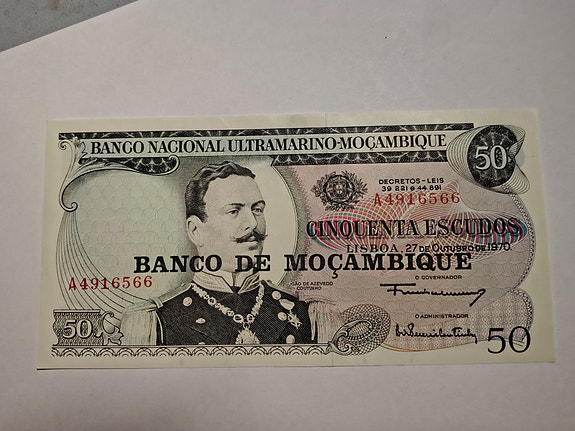 BANCO NACIONAL ULTRAMARINO-MOÇAMBIQUE
50
DECRETOS-LEIS
39 221 e 44 891
A4916566
CINQUENTA ESCUDOS
LISBOA, 27 DE OUTUBRO DE 1970
BANCO DE MOÇAMBIQUE
O GOVERNADOR
A4916566
DE AZEVEDO
COUTINHO
O ADMINISTRADOR
50
50